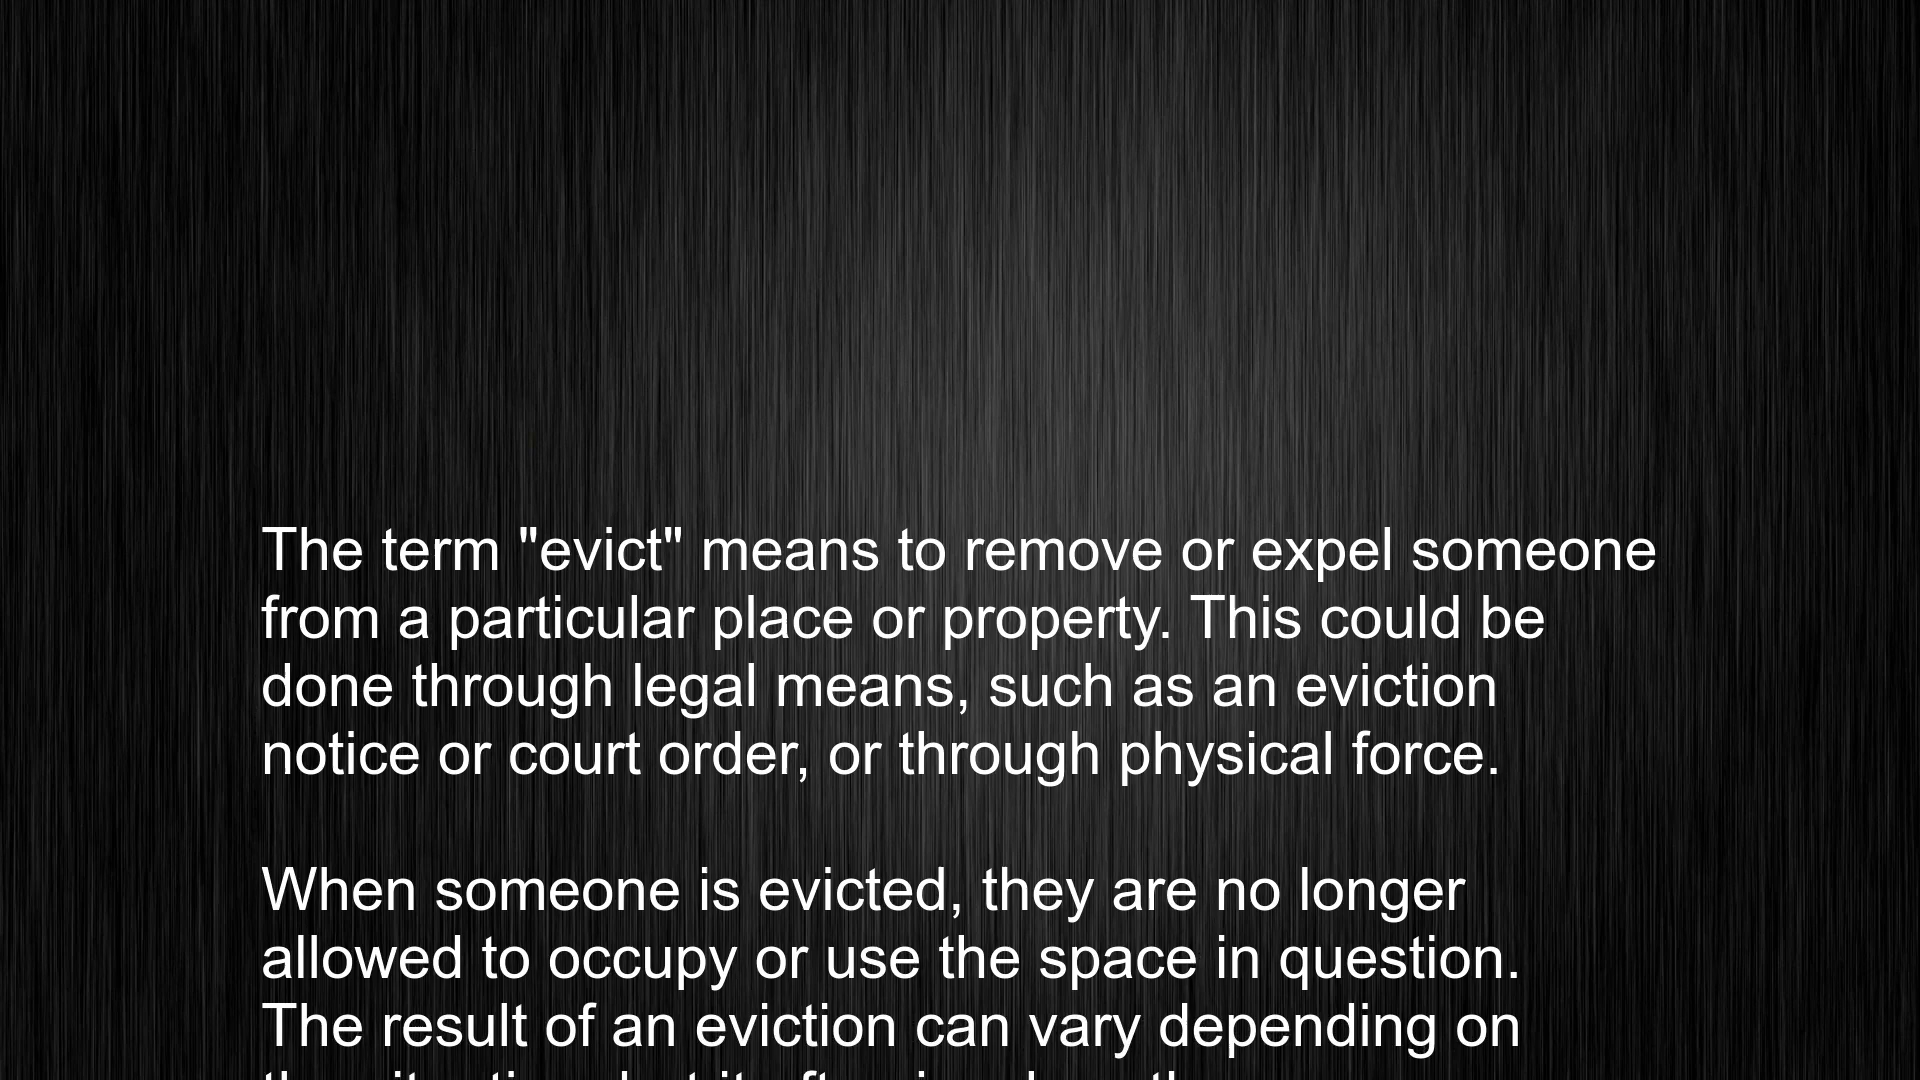 The term "evict" means to remove or expel someone
from a particular place or property. This could be
done through legal means, such as an eviction
notice or court order, or through physical force.
When someone is evicted, they are no longer
allowed to occupy or use the space in question.
The result of an eviction can vary depending on